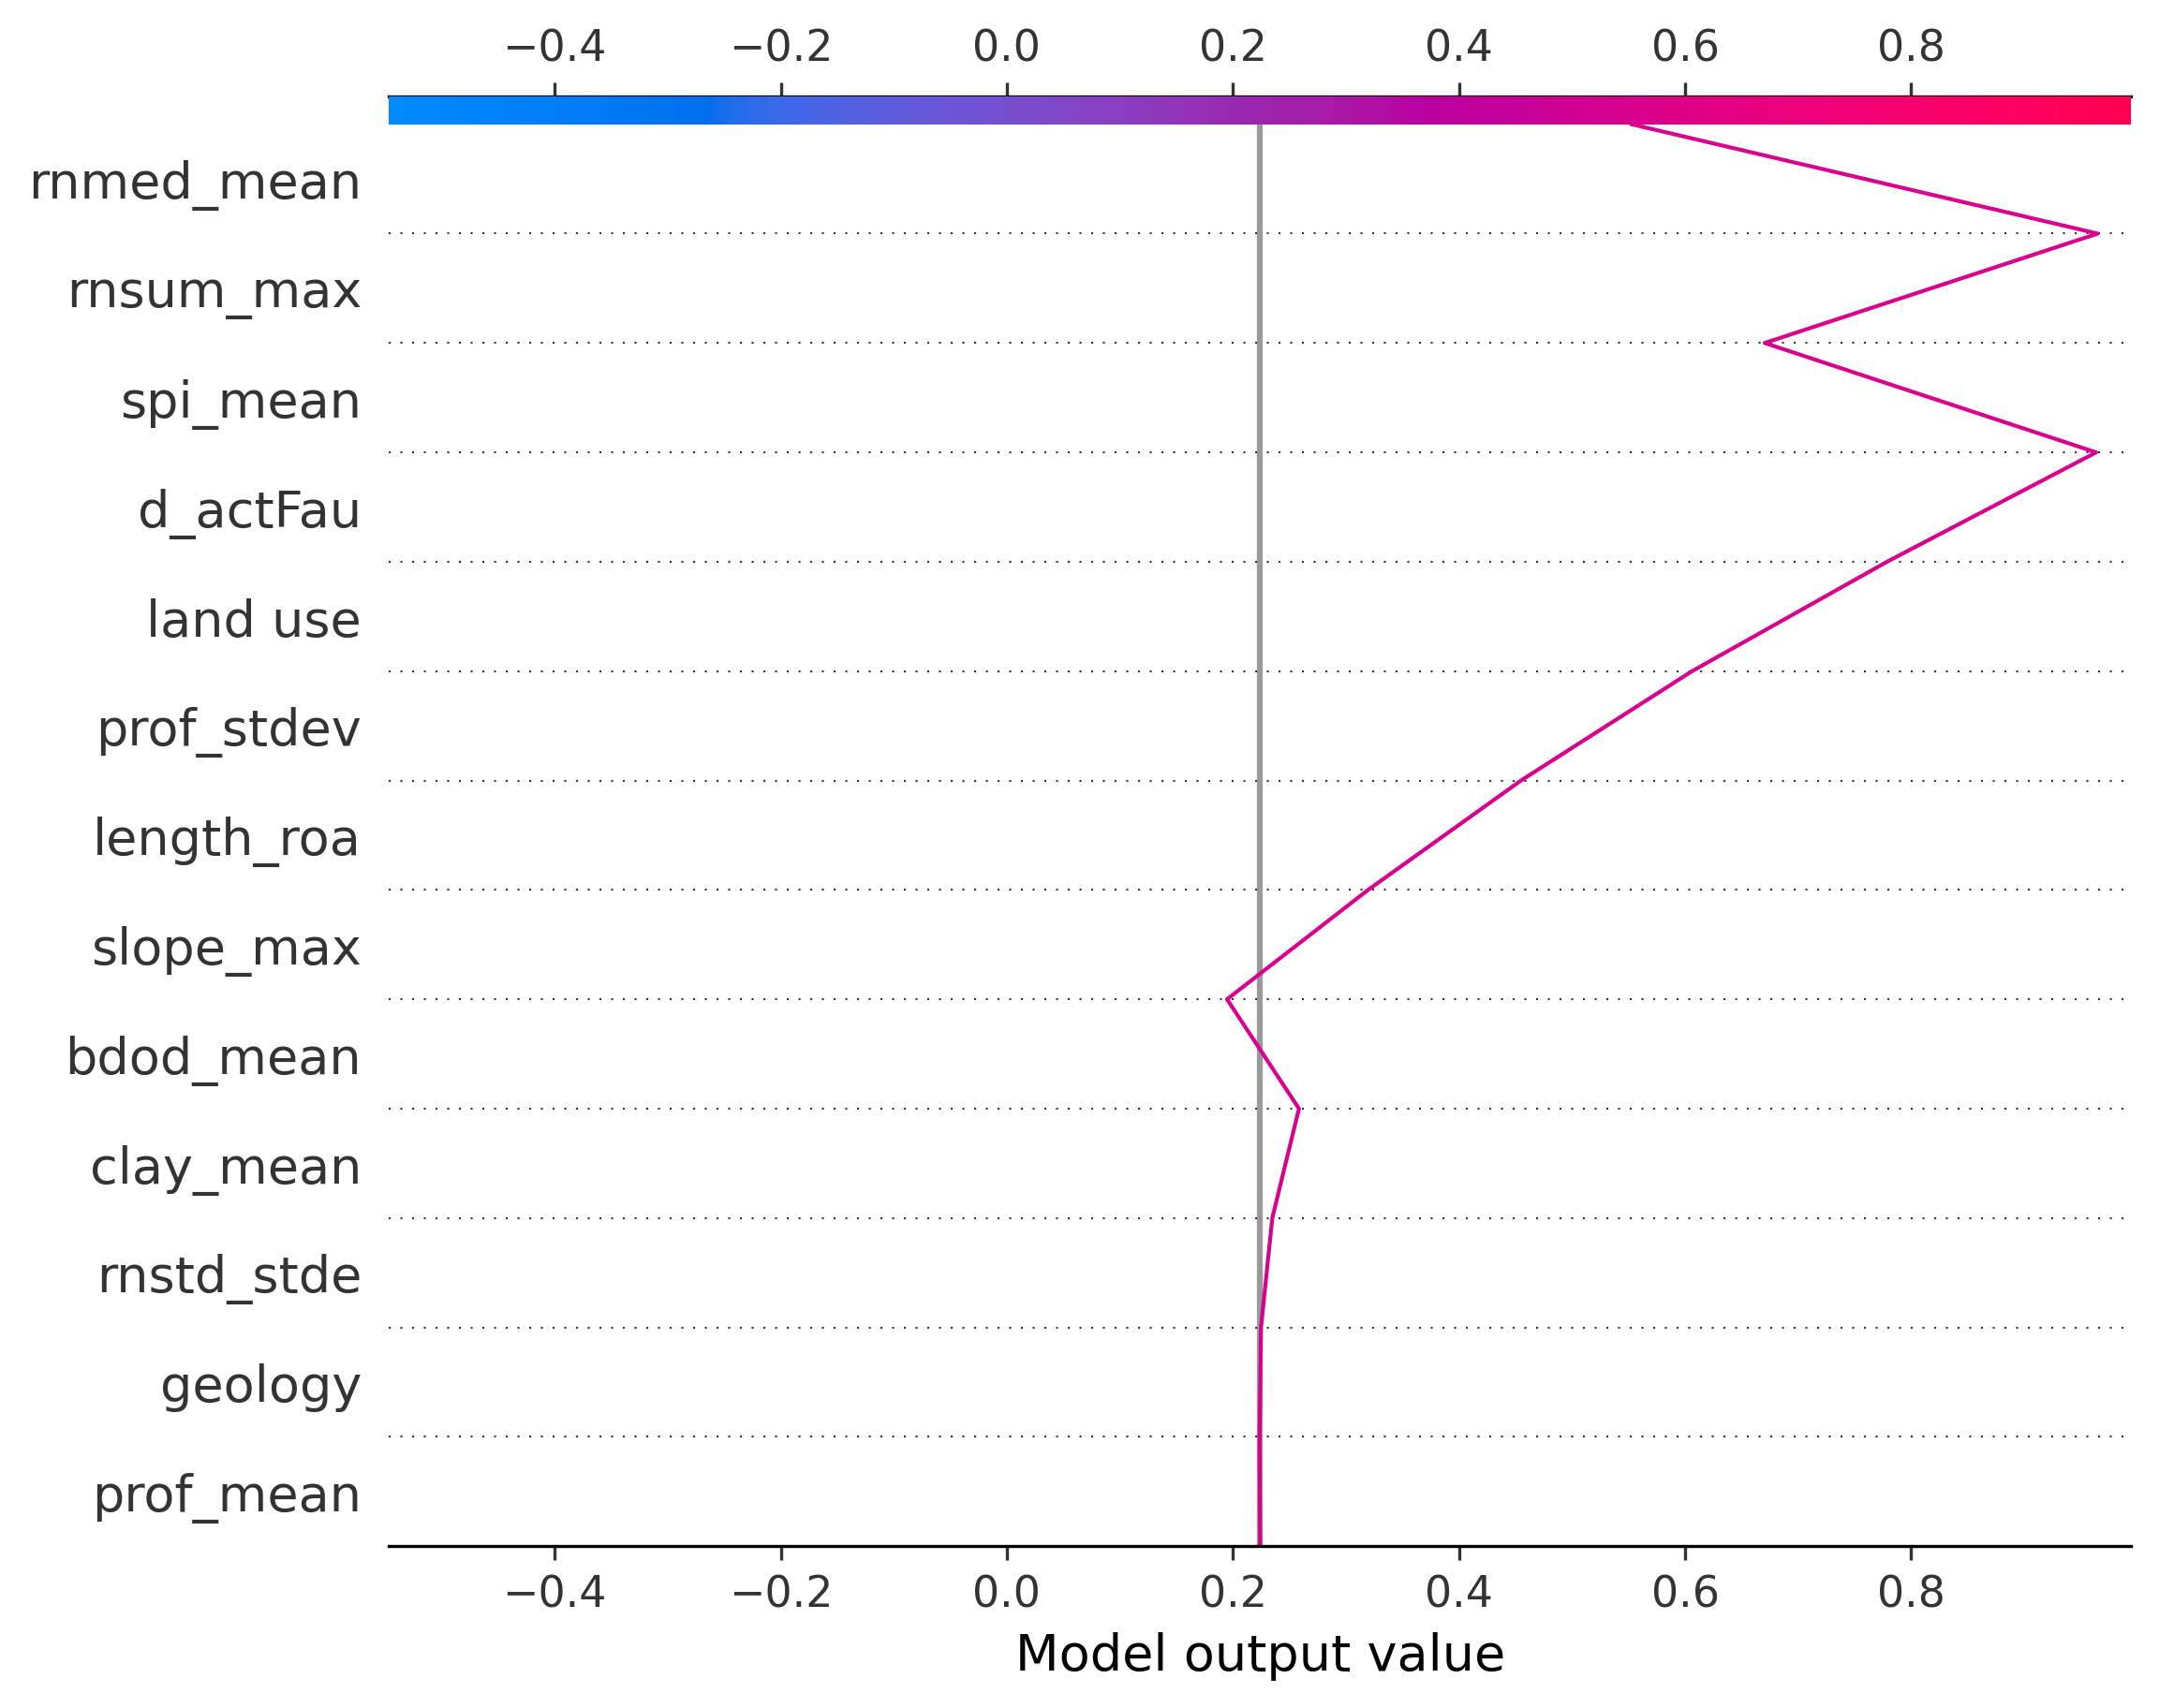 −0.4 −0.2 0.0 0.2 0.4 0.6 0.8
rnmed_mean
rnsum_max
spi_mean
d_actFau
land use
prof_stdev
length_roa
slope_max
bdod_mean
clay_mean
rnstd_stde
geology
prof_mean
−0.4 −0.2 0.0 0.2 0.4 0.6 0.8
Model output value